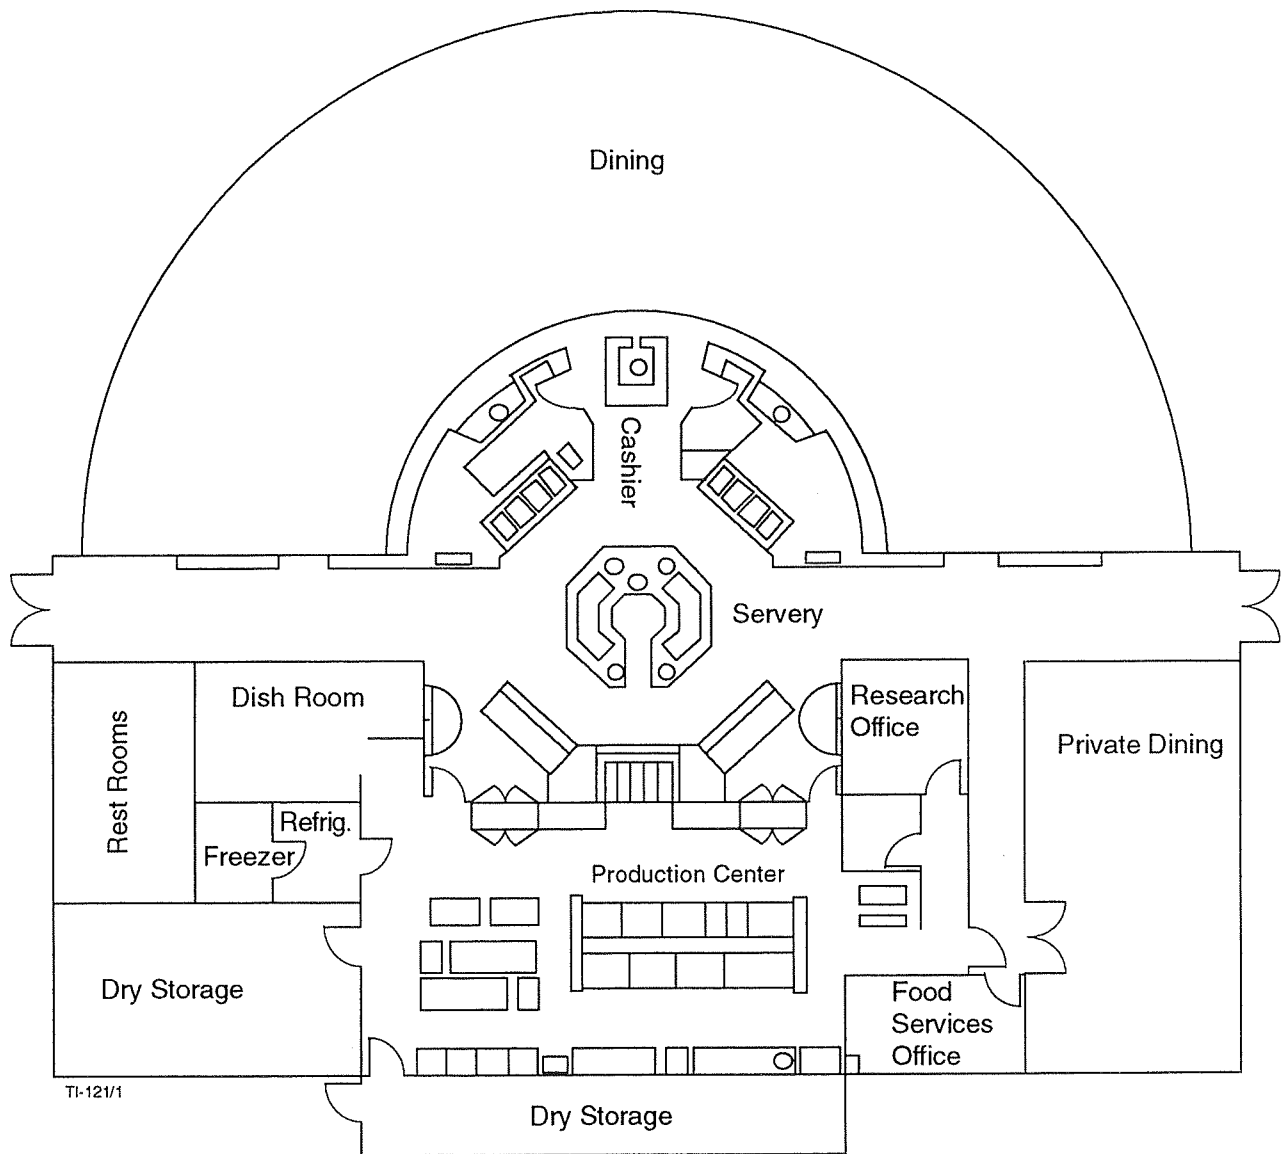 Dining
Cashier
Servery
Dish Room
Research
Office
Rest Rooms
Private Dining
Refrig.
Freezer
Production Center
Dry Storage
Food
Services
Office
TI-121/1
Dry Storage